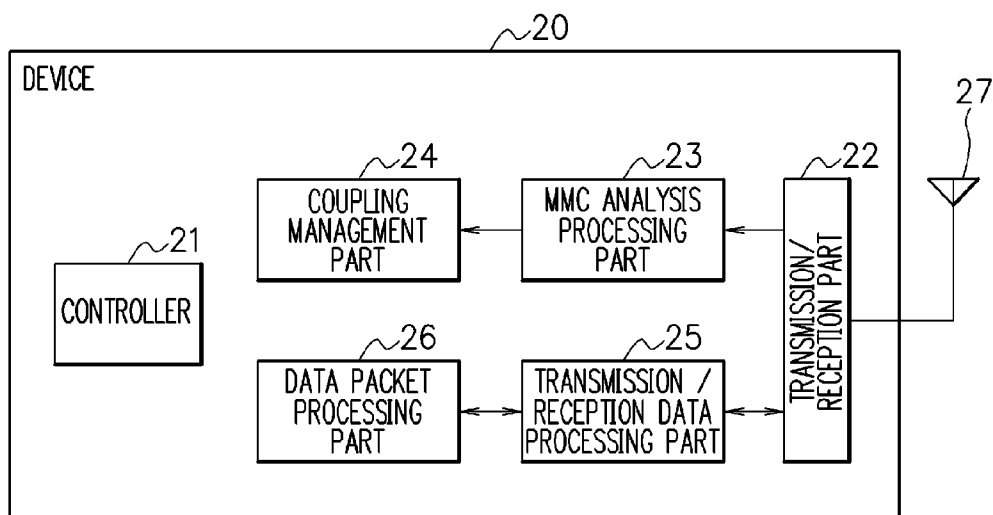 20
DEVICE
27
24
23
22
COUPLING
MANAGEMENT
PART
MMC ANALYSIS
PROCESSING
PART
TRANSMISSION/
RECEPTION PART
21
CONTROLLER
26
25
DATA PACKET
PROCESSING
PART
TRANSMISSION /
RECEPTION DATA
PROCESSING PART